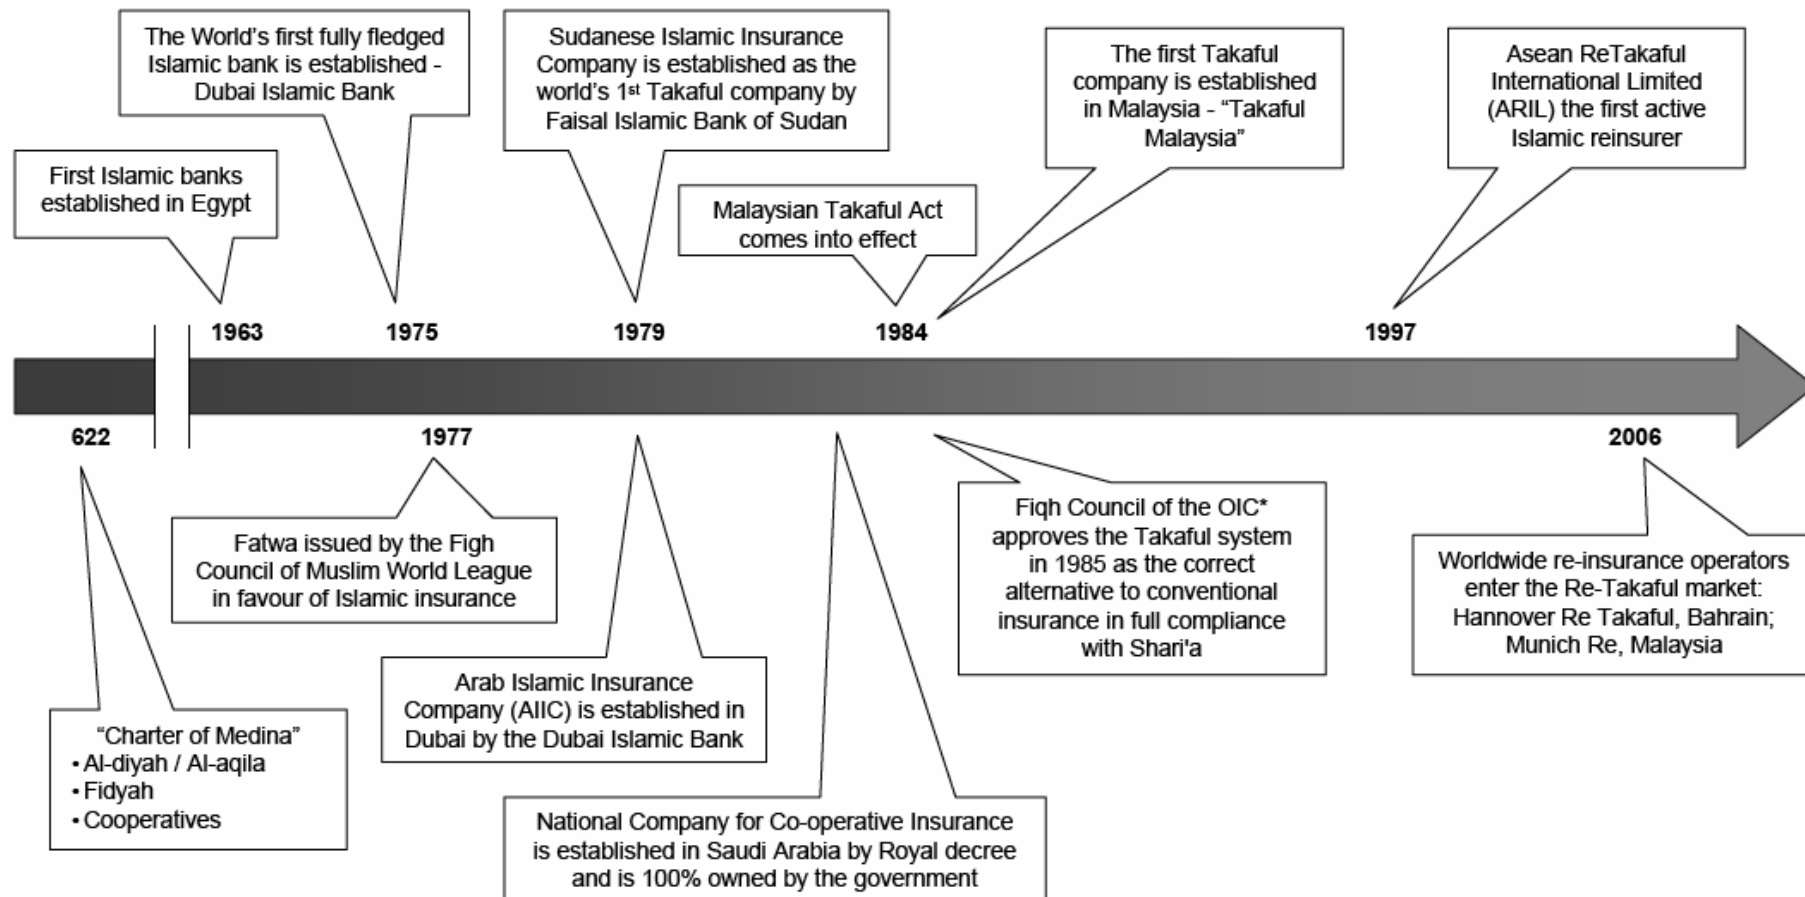 The World’s first fully fledged
Islamic bank is established -
Dubai Islamic Bank
Sudanese Islamic Insurance
Company is established as the
world’s 1st Takaful company by
Faisal Islamic Bank of Sudan
The first Takaful
company is established
in Malaysia - “Takaful
Malaysia”
Asean ReTakaful
International Limited
(ARIL) the first active
Islamic reinsurer
First Islamic banks
established in Egypt
Malaysian Takaful Act
comes into effect
1963
1975
1979
1984
1997
622
1977
2006
Fatwa issued by the Figh
Council of Muslim World League
in favour of Islamic insurance
Fiqh Council of the OIC*
approves the Takaful system
in 1985 as the correct
alternative to conventional
insurance in full compliance
with Shari'a
Worldwide re-insurance operators
enter the Re-Takaful market:
Hannover Re Takaful, Bahrain;
Munich Re, Malaysia
Arab Islamic Insurance
Company (AIIC) is established in
Dubai by the Dubai Islamic Bank
“Charter of Medina”
• Al-diyah / Al-aqila
• Fidyah
• Cooperatives
National Company for Co-operative Insurance
is established in Saudi Arabia by Royal decree
and is 100% owned by the government